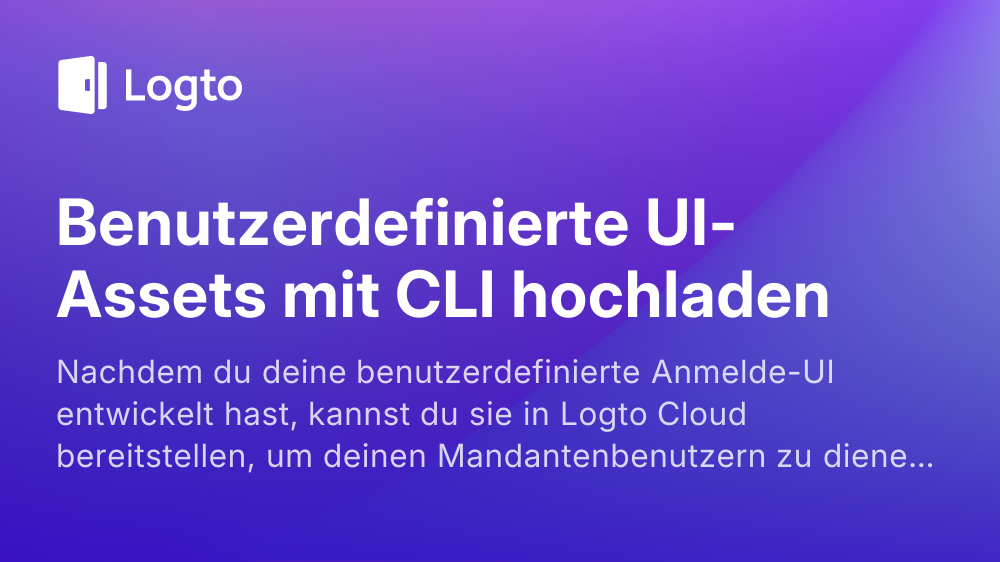 Logto
Benutzerdefinierte UI-
Assets mit CLI hochladen
Nachdem du deine benutzerdefinierte Anmelde-UI
entwickelt hast, kannst du sie in Logto Cloud
bereitstellen, um deinen Mandantenbenutzern zu diene...